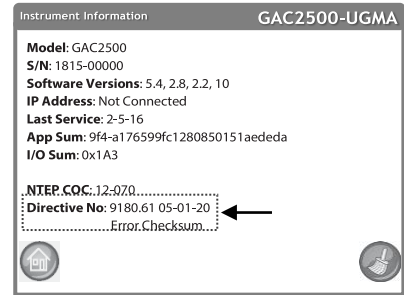 Instrument Information GAC2500-UGMA
Model: GAC2500
S/N: 1815-00000
Software Versions: 5.4, 2.8, 2.2, 10
IP Address: Not Connected
Last Service: 2-5-16
App Sum: 9f4-a176599fc1280850151aededa
I/O Sum: 0x1A3
NTEP COC: 12-070
Directive No: 9180.61 05-01-20
Error Checksum